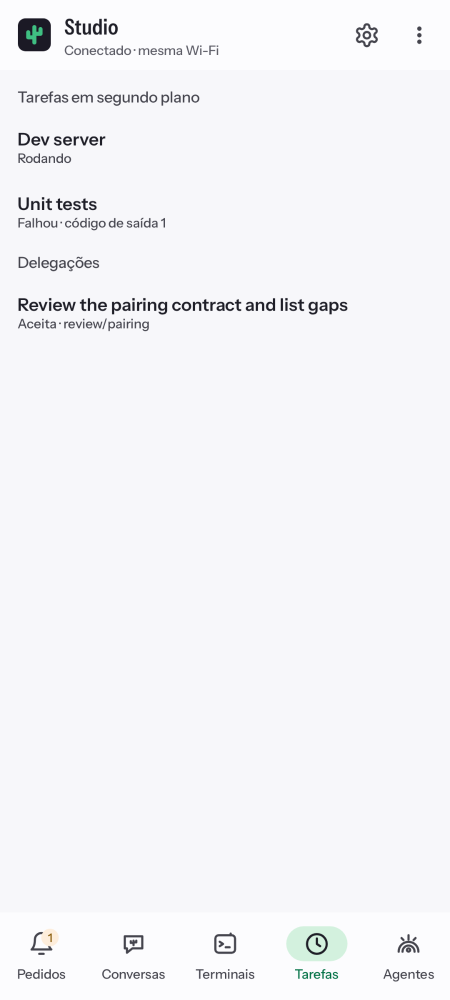 Studio
Conectado · mesma Wi-Fi
Tarefas em segundo plano
Dev server
Rodando
Unit tests
Falhou · código de saída 1
Delegações
Review the pairing contract and list gaps
Aceita · review/pairing
1
Pedidos
Conversas
Terminais
Tarefas
Agentes